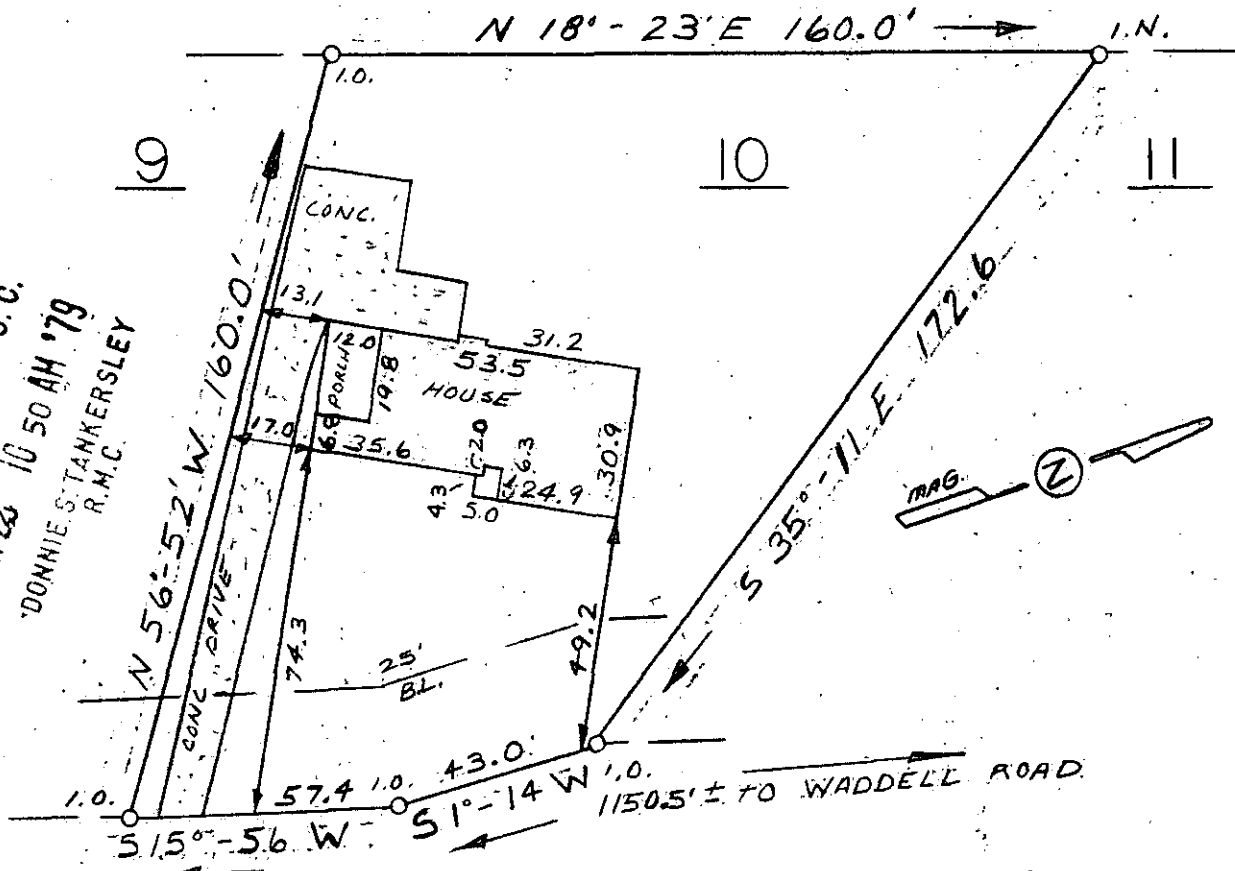 N 18° - 23' E 160.0'
I.N.
I.O.
9
10
11
CONC.
S.C.
10 50 AM '79
DONNIE S. TANKERSLEY
R.M.C.
N 56° - 52' W 160.0'
13.1
12.0
PORCH
19.8
31.2
53.5
HOUSE
17.0
6.8
35.6
2.0
6.3
30.9
4.3
5.0
24.9
S 35° - 11 E 172.6
MAG.
N
CONC DRIVE
74.3
49.2
25'
B.L.
I.O.
57.4
I.O.
43.0'
I.O.
S 15° - 56 W
S 1° - 14 W
1150.5' ± TO WADDELL ROAD.